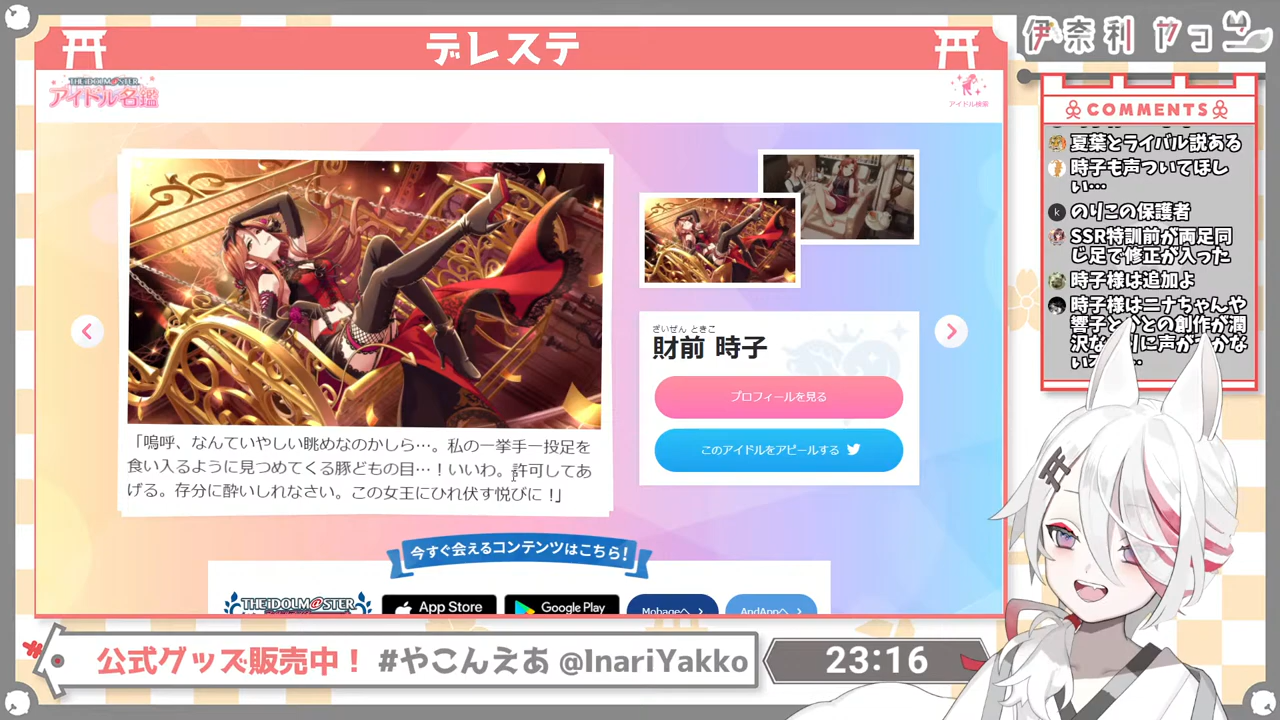 デレステ
伊奈利 ヤコ
THE IDOLM@STER
アイドル名鑑
アイドル検索
「嗚呼、なんていやしい眺めなのかしら…。私の一挙手一投足を
食い入るように見つめてくる豚どもの目…！いいわ。許可してあ
げる。存分に酔いしれなさい。この女王にひれ伏す悦びに！」
ざいぜん ときこ
財前 時子
プロフィールを見る
このアイドルをアピールする
今すぐ会えるコンテンツはこちら！
THE iDOLM@STER
App Store
Google Play
Mobageへ
AndAppへ
COMMENTS
夏葉とライバル説ある
時子も声ついてほし
い…
k
のりこの保護者
SSR特訓前が両足同
じ足で修正が入った
時子様は追加よ
時子様はニナちゃんや
響子とかとの創作が潤
公式グッズ販売中！ #やこんえあ @InariYakko
23:16